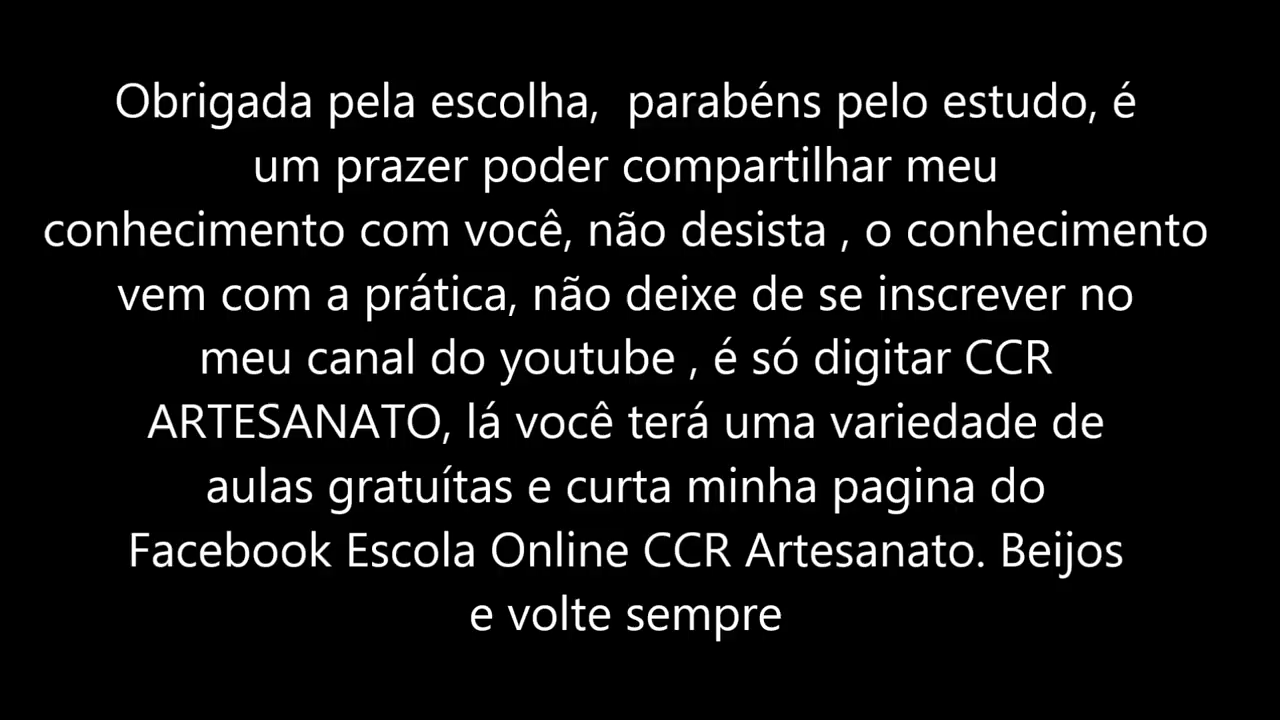 Obrigada pela escolha,  parabéns pelo estudo, é
um prazer poder compartilhar meu
conhecimento com você, não desista , o conhecimento
vem com a prática, não deixe de se inscrever no
meu canal do youtube , é só digitar CCR
ARTESANATO, lá você terá uma variedade de
aulas gratuítas e curta minha pagina do
Facebook Escola Online CCR Artesanato. Beijos
e volte sempre